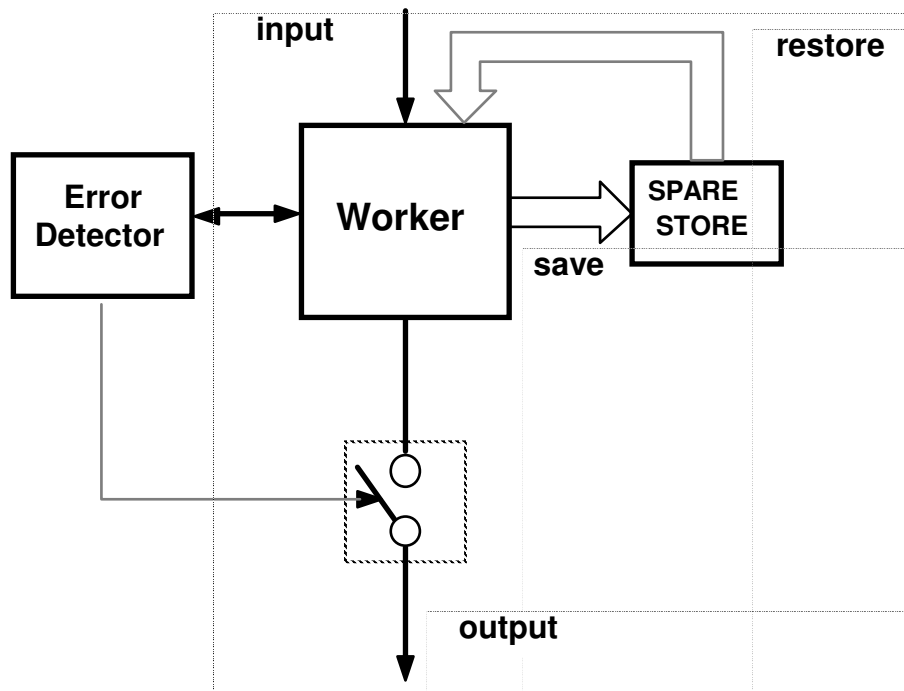 input
restore
Error
Detector
Worker
SPARE
STORE
save
output